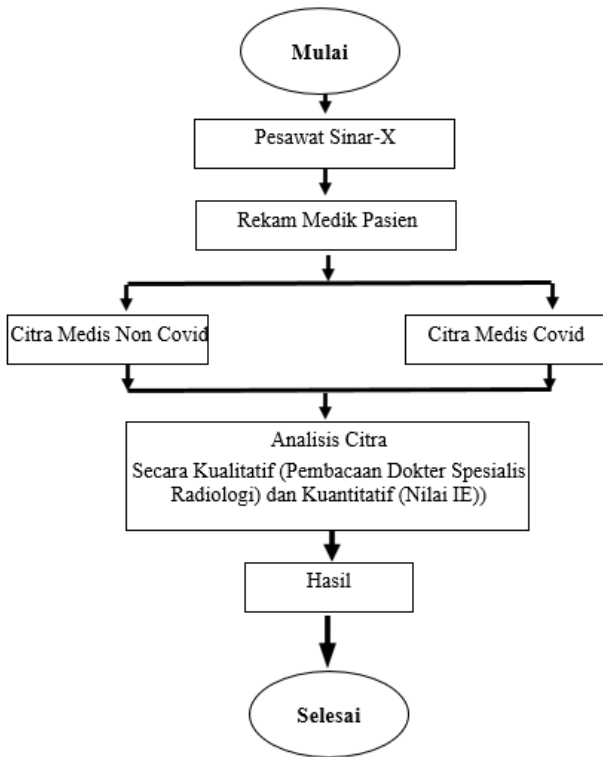 Mulai
Pesawat Sinar-X
Rekam Medik Pasien
Citra Medis Non Covid
Citra Medis Covid
Analisis Citra
Secara Kualitatif (Pembacaan Dokter Spesialis
Radiologi) dan Kuantitatif (Nilai IE))
Hasil
Selesai